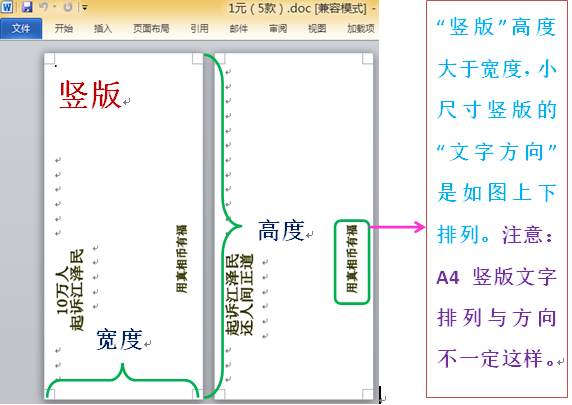 1元（5款）.doc [兼容模式] -
文件 开始 插入 页面布局 引用 邮件 审阅 视图 加载项
竖版
10万人
起诉江泽民
用真相币有福
宽度
高度
起诉江泽民
还人间正道
用真相币有福
“竖版”高度
大于宽度，小
尺寸竖版的
“文字方向”
是如图上下
排列。注意：
A4 竖版文字
排列与方向
不一定这样。